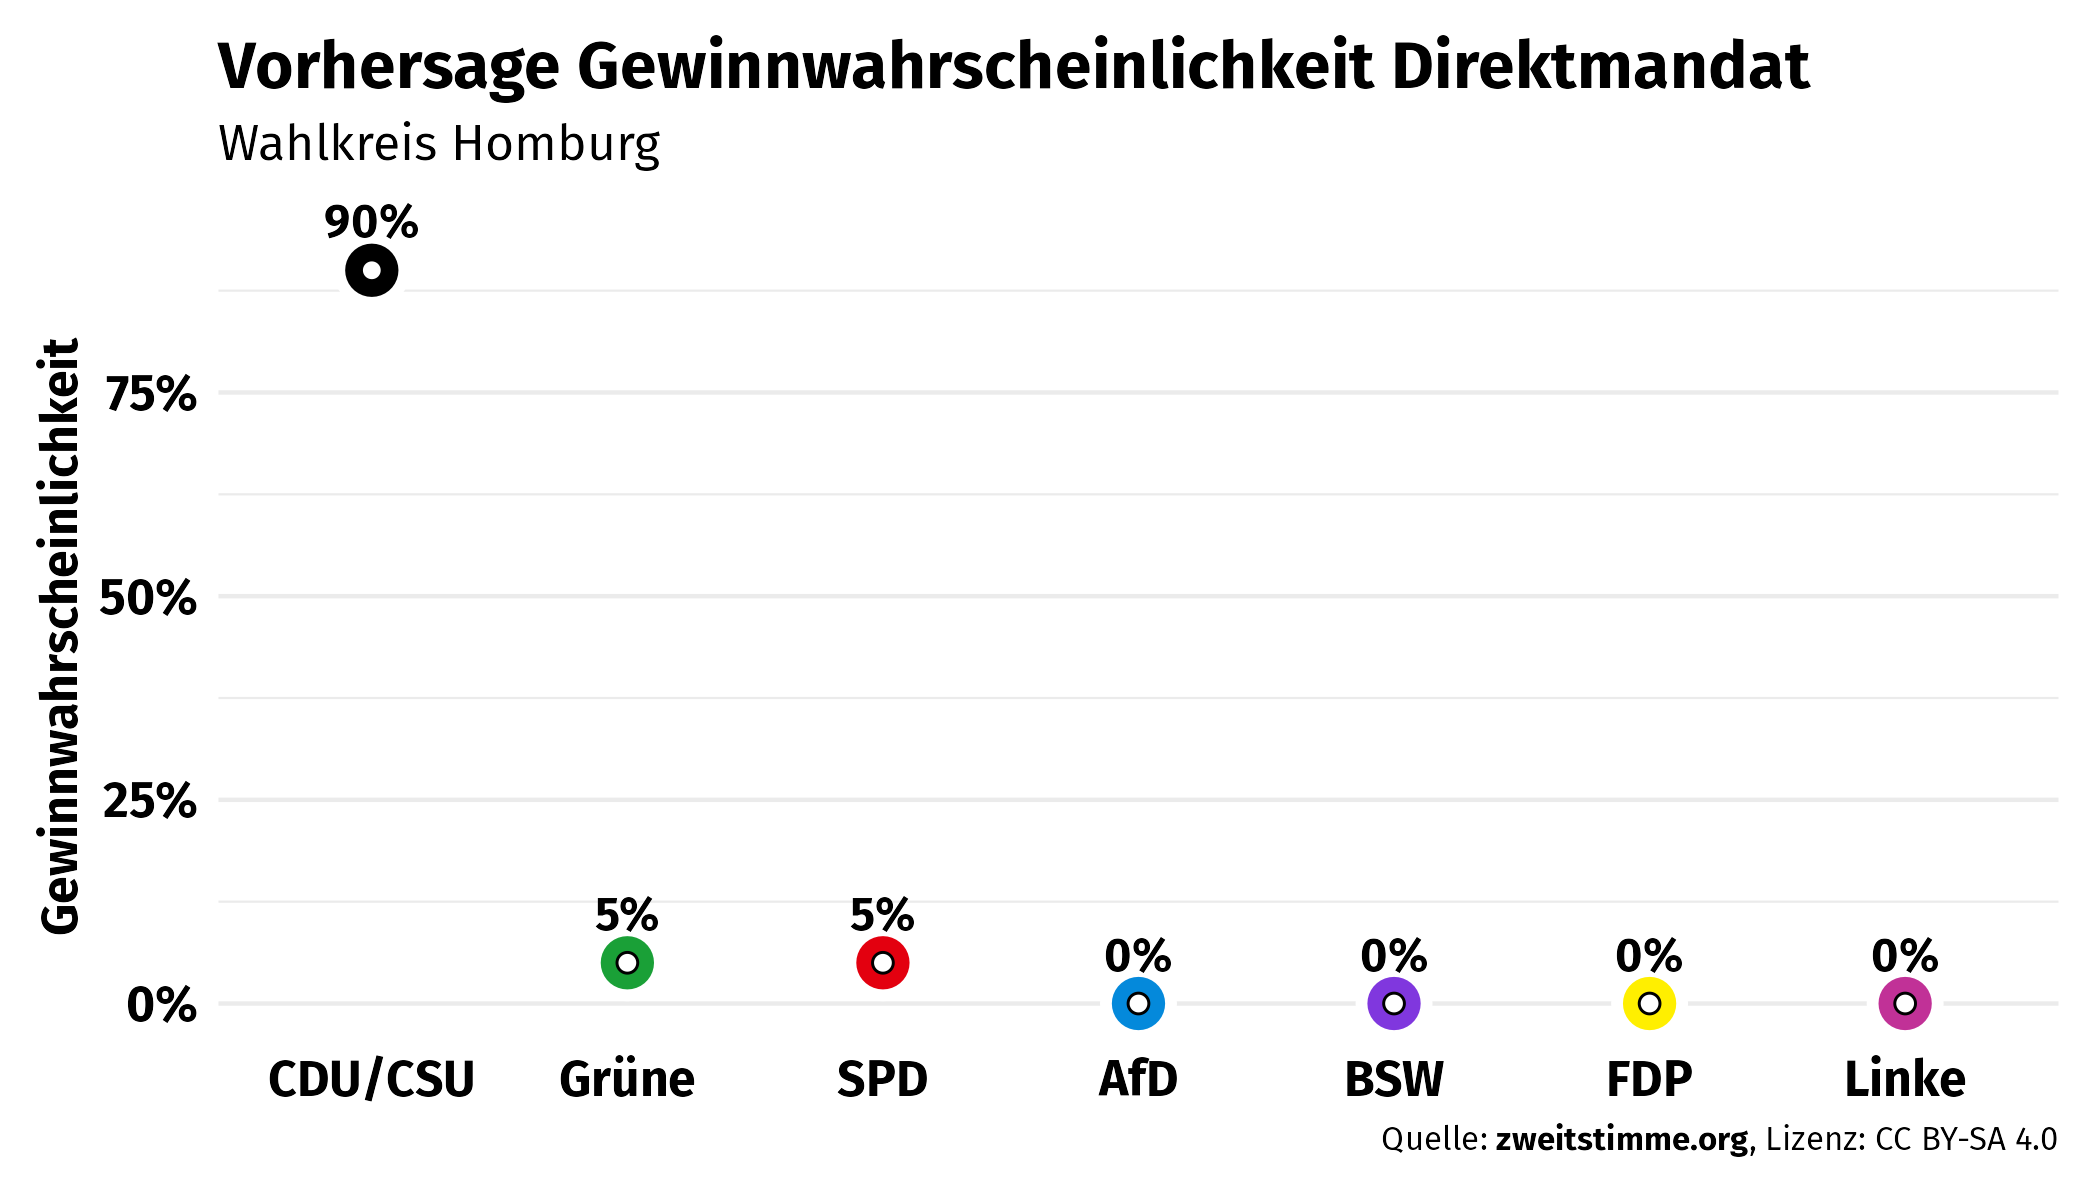 Vorhersage Gewinnwahrscheinlichkeit Direktmandat
Wahlkreis Homburg
90%
Gewinnwahrscheinlichkeit
75%
50%
25%
0%
5%
5%
0%
0%
0%
0%
CDU/CSU
Grüne
SPD
AfD
BSW
FDP
Linke
Quelle: zweitstimme.org, Lizenz: CC BY-SA 4.0